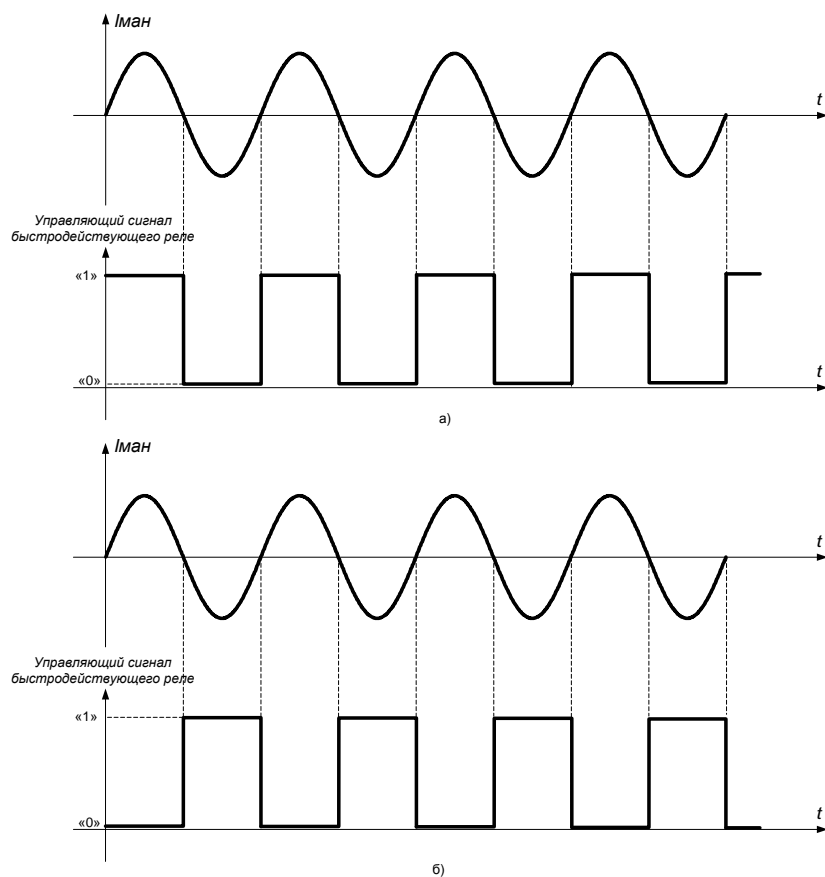 Iман
t
Управляющий сигнал
быстродействующего реле
«1»
«0»
t
а)
Iман
t
Управляющий сигнал
быстродействующего реле
«1»
«0»
t
б)